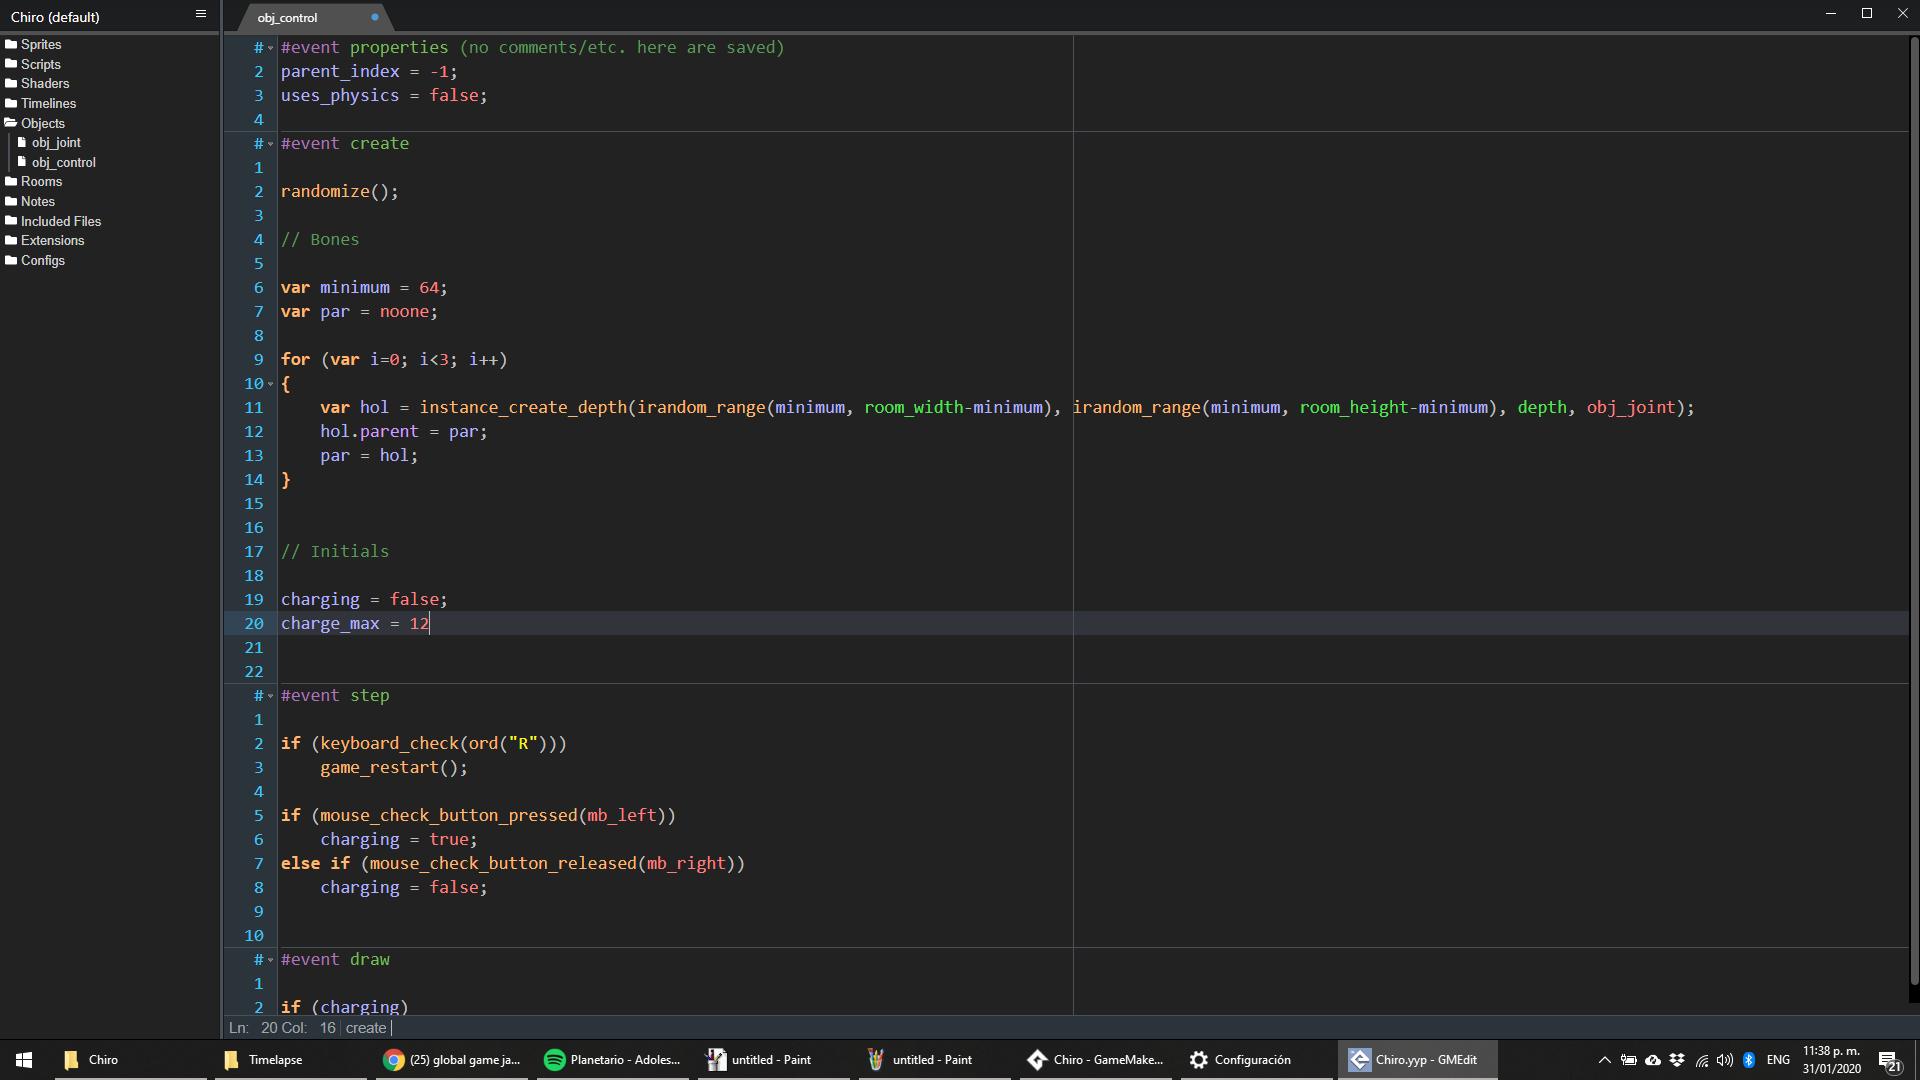 Chiro (default)
obj_control
Sprites
Scripts
Shaders
Timelines
Objects
obj_joint
obj_control
Rooms
Notes
Included Files
Extensions
Configs
# #event properties (no comments/etc. here are saved)
2 parent_index = -1;
3 uses_physics = false;
4
# #event create
1
2 randomize();
3
4 // Bones
5
6 var minimum = 64;
7 var par = noone;
8
9 for (var i=0; i<3; i++)
10 {
11 var hol = instance_create_depth(irandom_range(minimum, room_width-minimum), irandom_range(minimum, room_height-minimum), depth, obj_joint);
12 hol.parent = par;
13 par = hol;
14 }
15
16
17 // Initials
18
19 charging = false;
20 charge_max = 12
21
22
# #event step
1
2 if (keyboard_check(ord("R")))
3 game_restart();
4
5 if (mouse_check_button_pressed(mb_left))
6 charging = true;
7 else if (mouse_check_button_released(mb_right))
8 charging = false;
9
10
# #event draw
1
2 if (charging)
Ln: 20 Col: 16 create
Chiro
Timelapse
(25) global game ja...
Planetario - Adoles...
untitled - Paint
untitled - Paint
Chiro - GameMake...
Configuración
Chiro.yyp - GMEdit
ENG
11:38 p. m.
31/01/2020
21